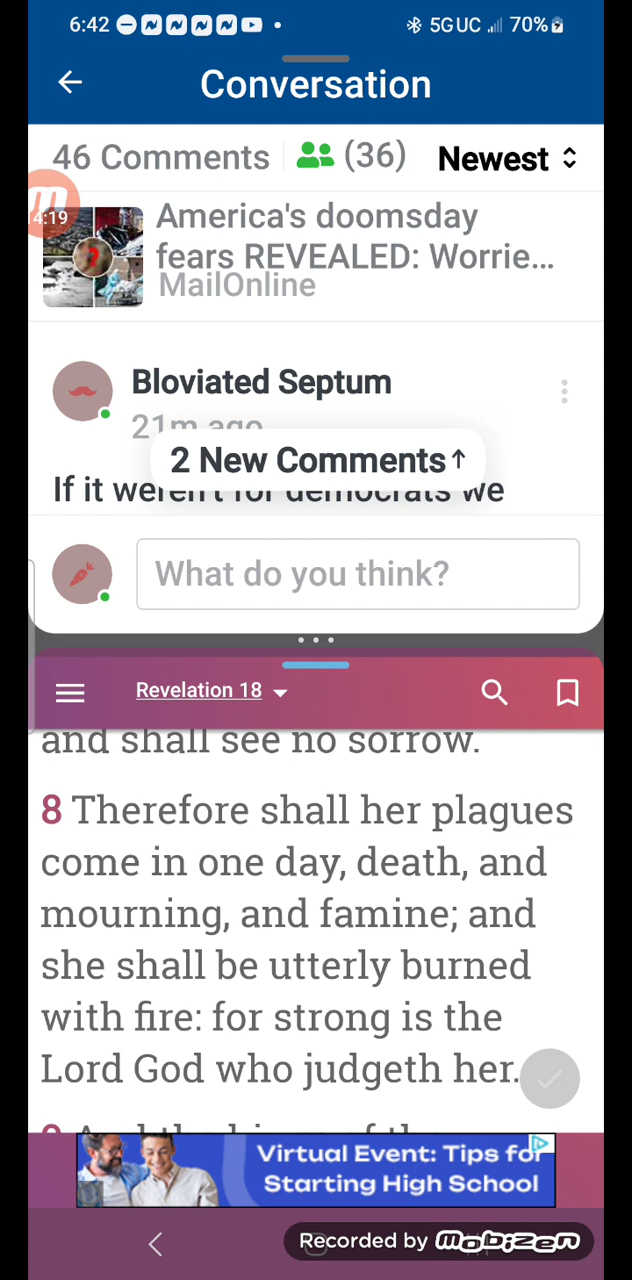 6:42
5G UC 70%
Conversation
46 Comments (36) Newest
14:19
America's doomsday
fears REVEALED: Worrie...
MailOnline
Bloviated Septum
21m ago
2 New Comments↑
If it weren't for democrats we
What do you think?
Revelation 18
and shall see no sorrow.
8 Therefore shall her plagues
come in one day, death, and
mourning, and famine; and
she shall be utterly burned
with fire: for strong is the
Lord God who judgeth her.
Virtual Event: Tips for
Starting High School
Recorded by mobizen